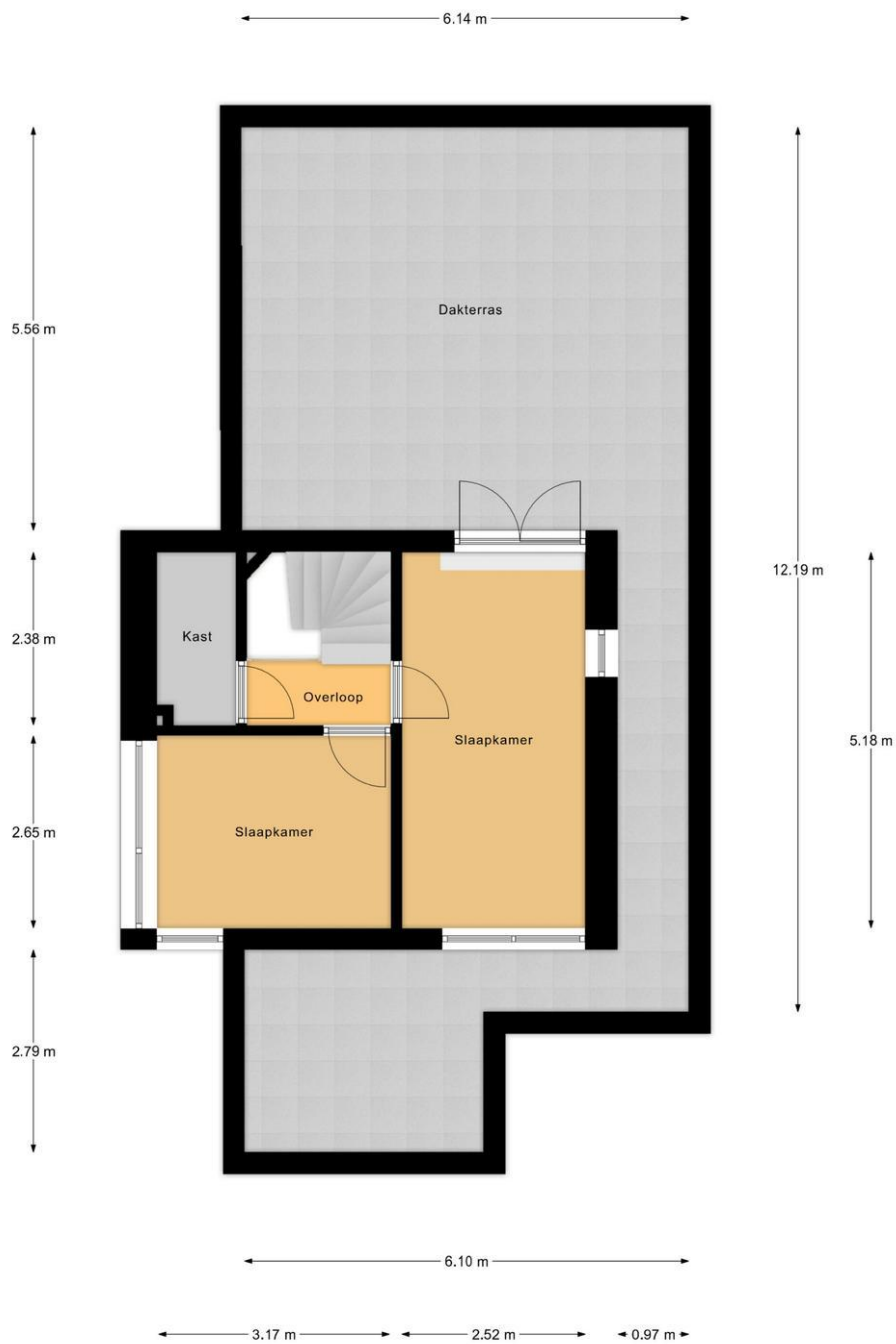 6.14 m
Dakterras
5.56 m
12.19 m
Kast
2.38 m
Overloop
Slaapkamer
5.18 m
Slaapkamer
2.65 m
2.79 m
6.10 m
3.17 m
2.52 m
0.97 m